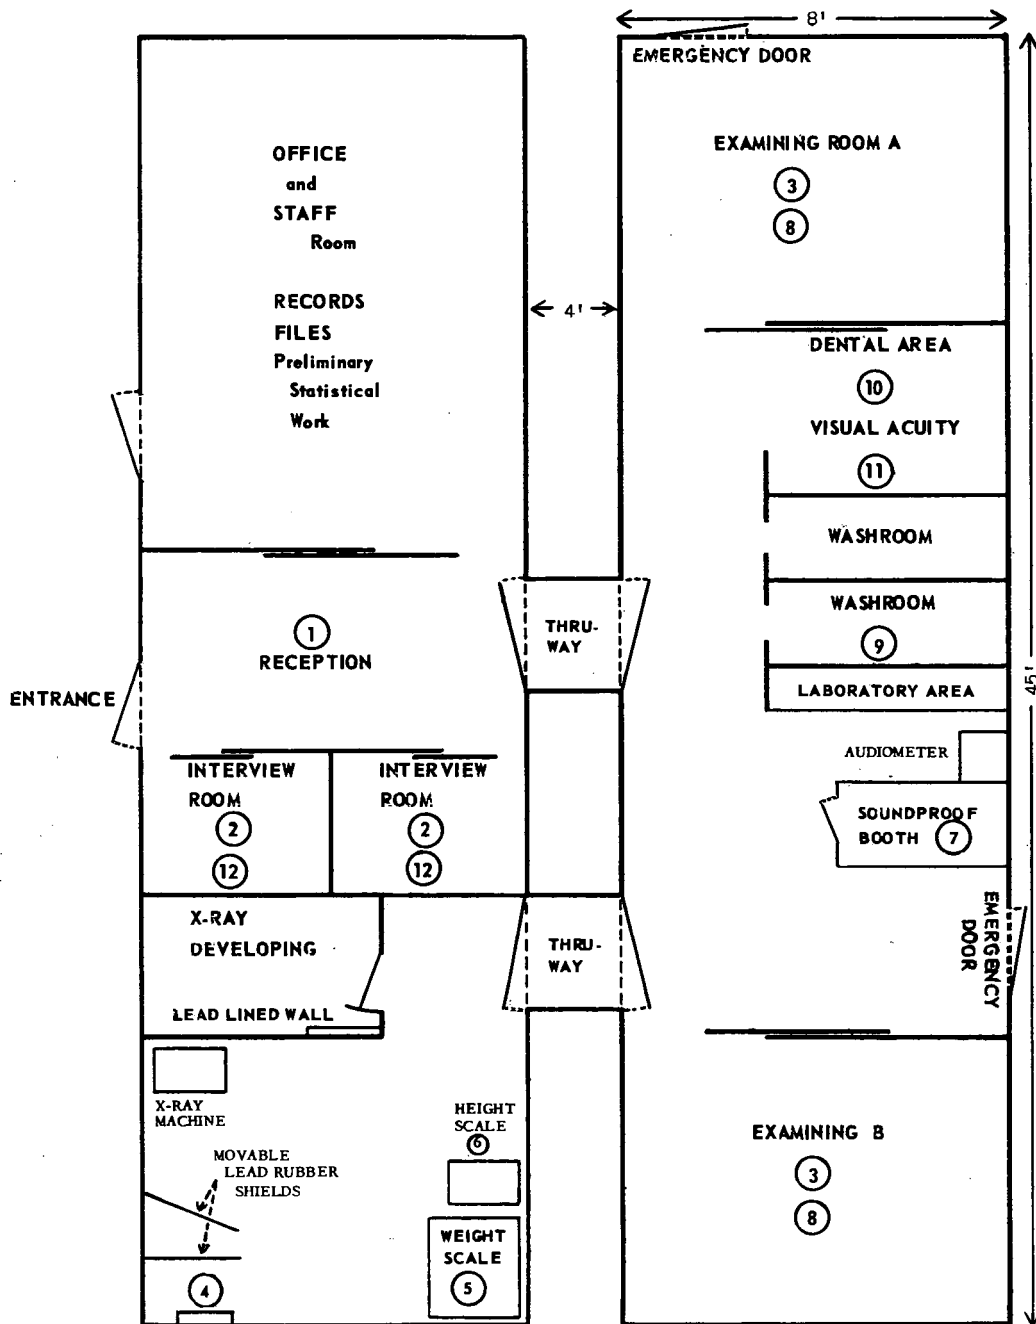 8'
EMERGENCY DOOR
OFFICE
and
STAFF
Room
RECORDS
FILES
Preliminary
Statistical
Work
4'
EXAMINING ROOM A
3
8
DENTAL AREA
10
VISUAL ACUITY
11
WASHROOM
WASHROOM
9
LABORATORY AREA
45'
1
RECEPTION
ENTRANCE
THRU-
WAY
INTERVIEW
ROOM
2
12
INTERVIEW
ROOM
2
12
AUDIOMETER
SOUNDPROOF
BOOTH 7
EMERGENCY
DOOR
X-RAY
DEVELOPING
LEAD LINED WALL
THRU-
WAY
X-RAY
MACHINE
HEIGHT
SCALE
6
MOVABLE
LEAD RUBBER
SHIELDS
WEIGHT
SCALE
5
4
EXAMINING B
3
8